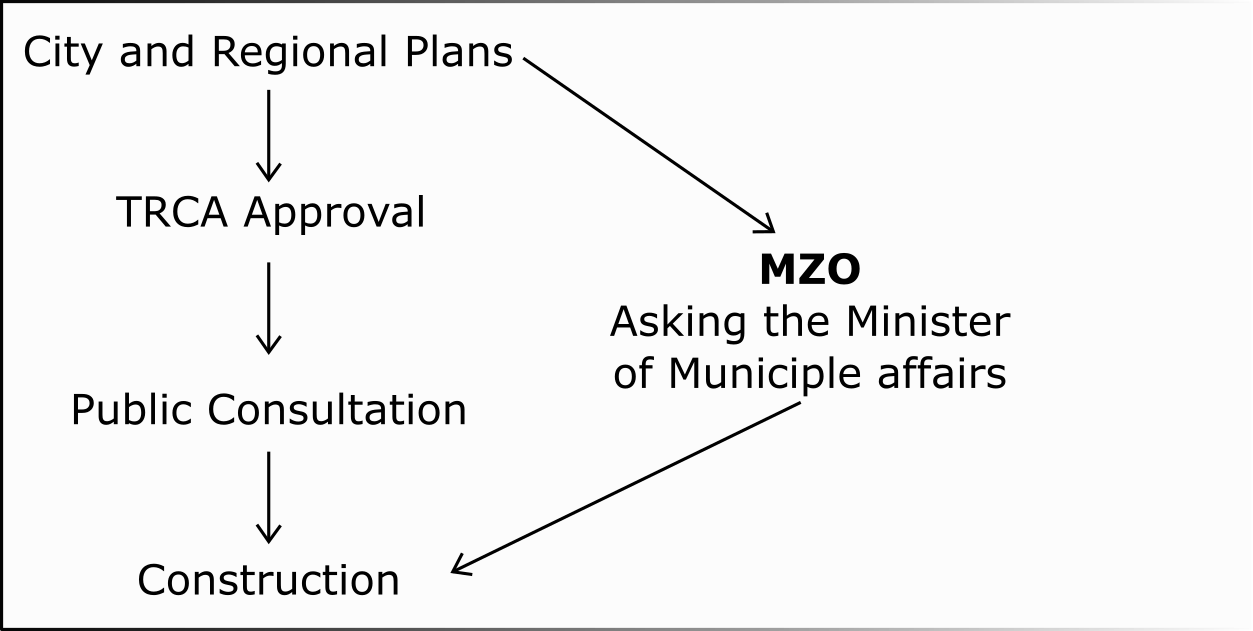 City and Regional Plans
TRCA Approval
MZO
Asking the Minister
of Municiple affairs
Public Consultation
Construction